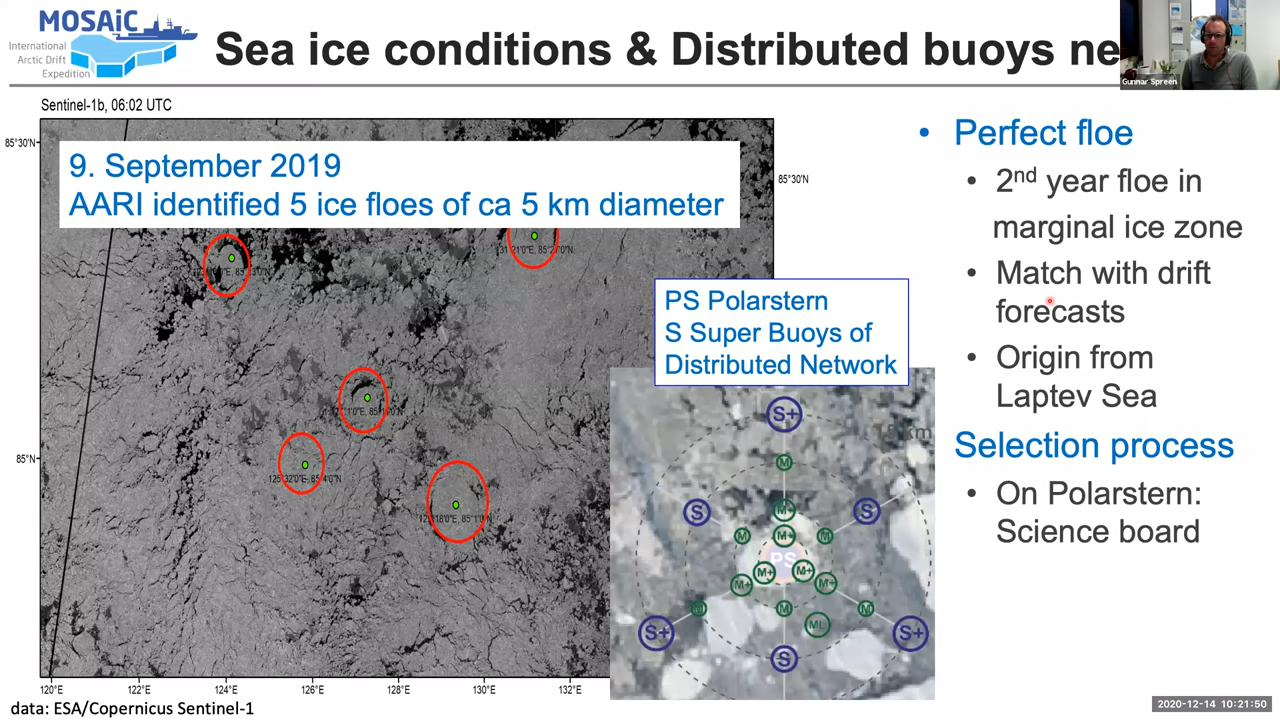 MOSAiC
International
Arctic Drift
Expedition
Sea ice conditions & Distributed buoys ne
Gunnar Spreen
Sentinel-1b, 06:02 UTC
85°30'N
85°30'N
9. September 2019
AARI identified 5 ice floes of ca 5 km diameter
85°N
120°E 122°E 124°E 126°E 128°E 130°E 132°E
data: ESA/Copernicus Sentinel-1
PS Polarstern
S Super Buoys of
Distributed Network
S+
km
M
S M+ S
M M+ M
PS
M+ M+
M+ M+
M M M
ML
S+ S+
S
• Perfect floe
• 2nd year floe in
marginal ice zone
• Match with drift
forecasts
• Origin from
Laptev Sea
Selection process
• On Polarstern:
Science board
2020-12-14 10:21:50